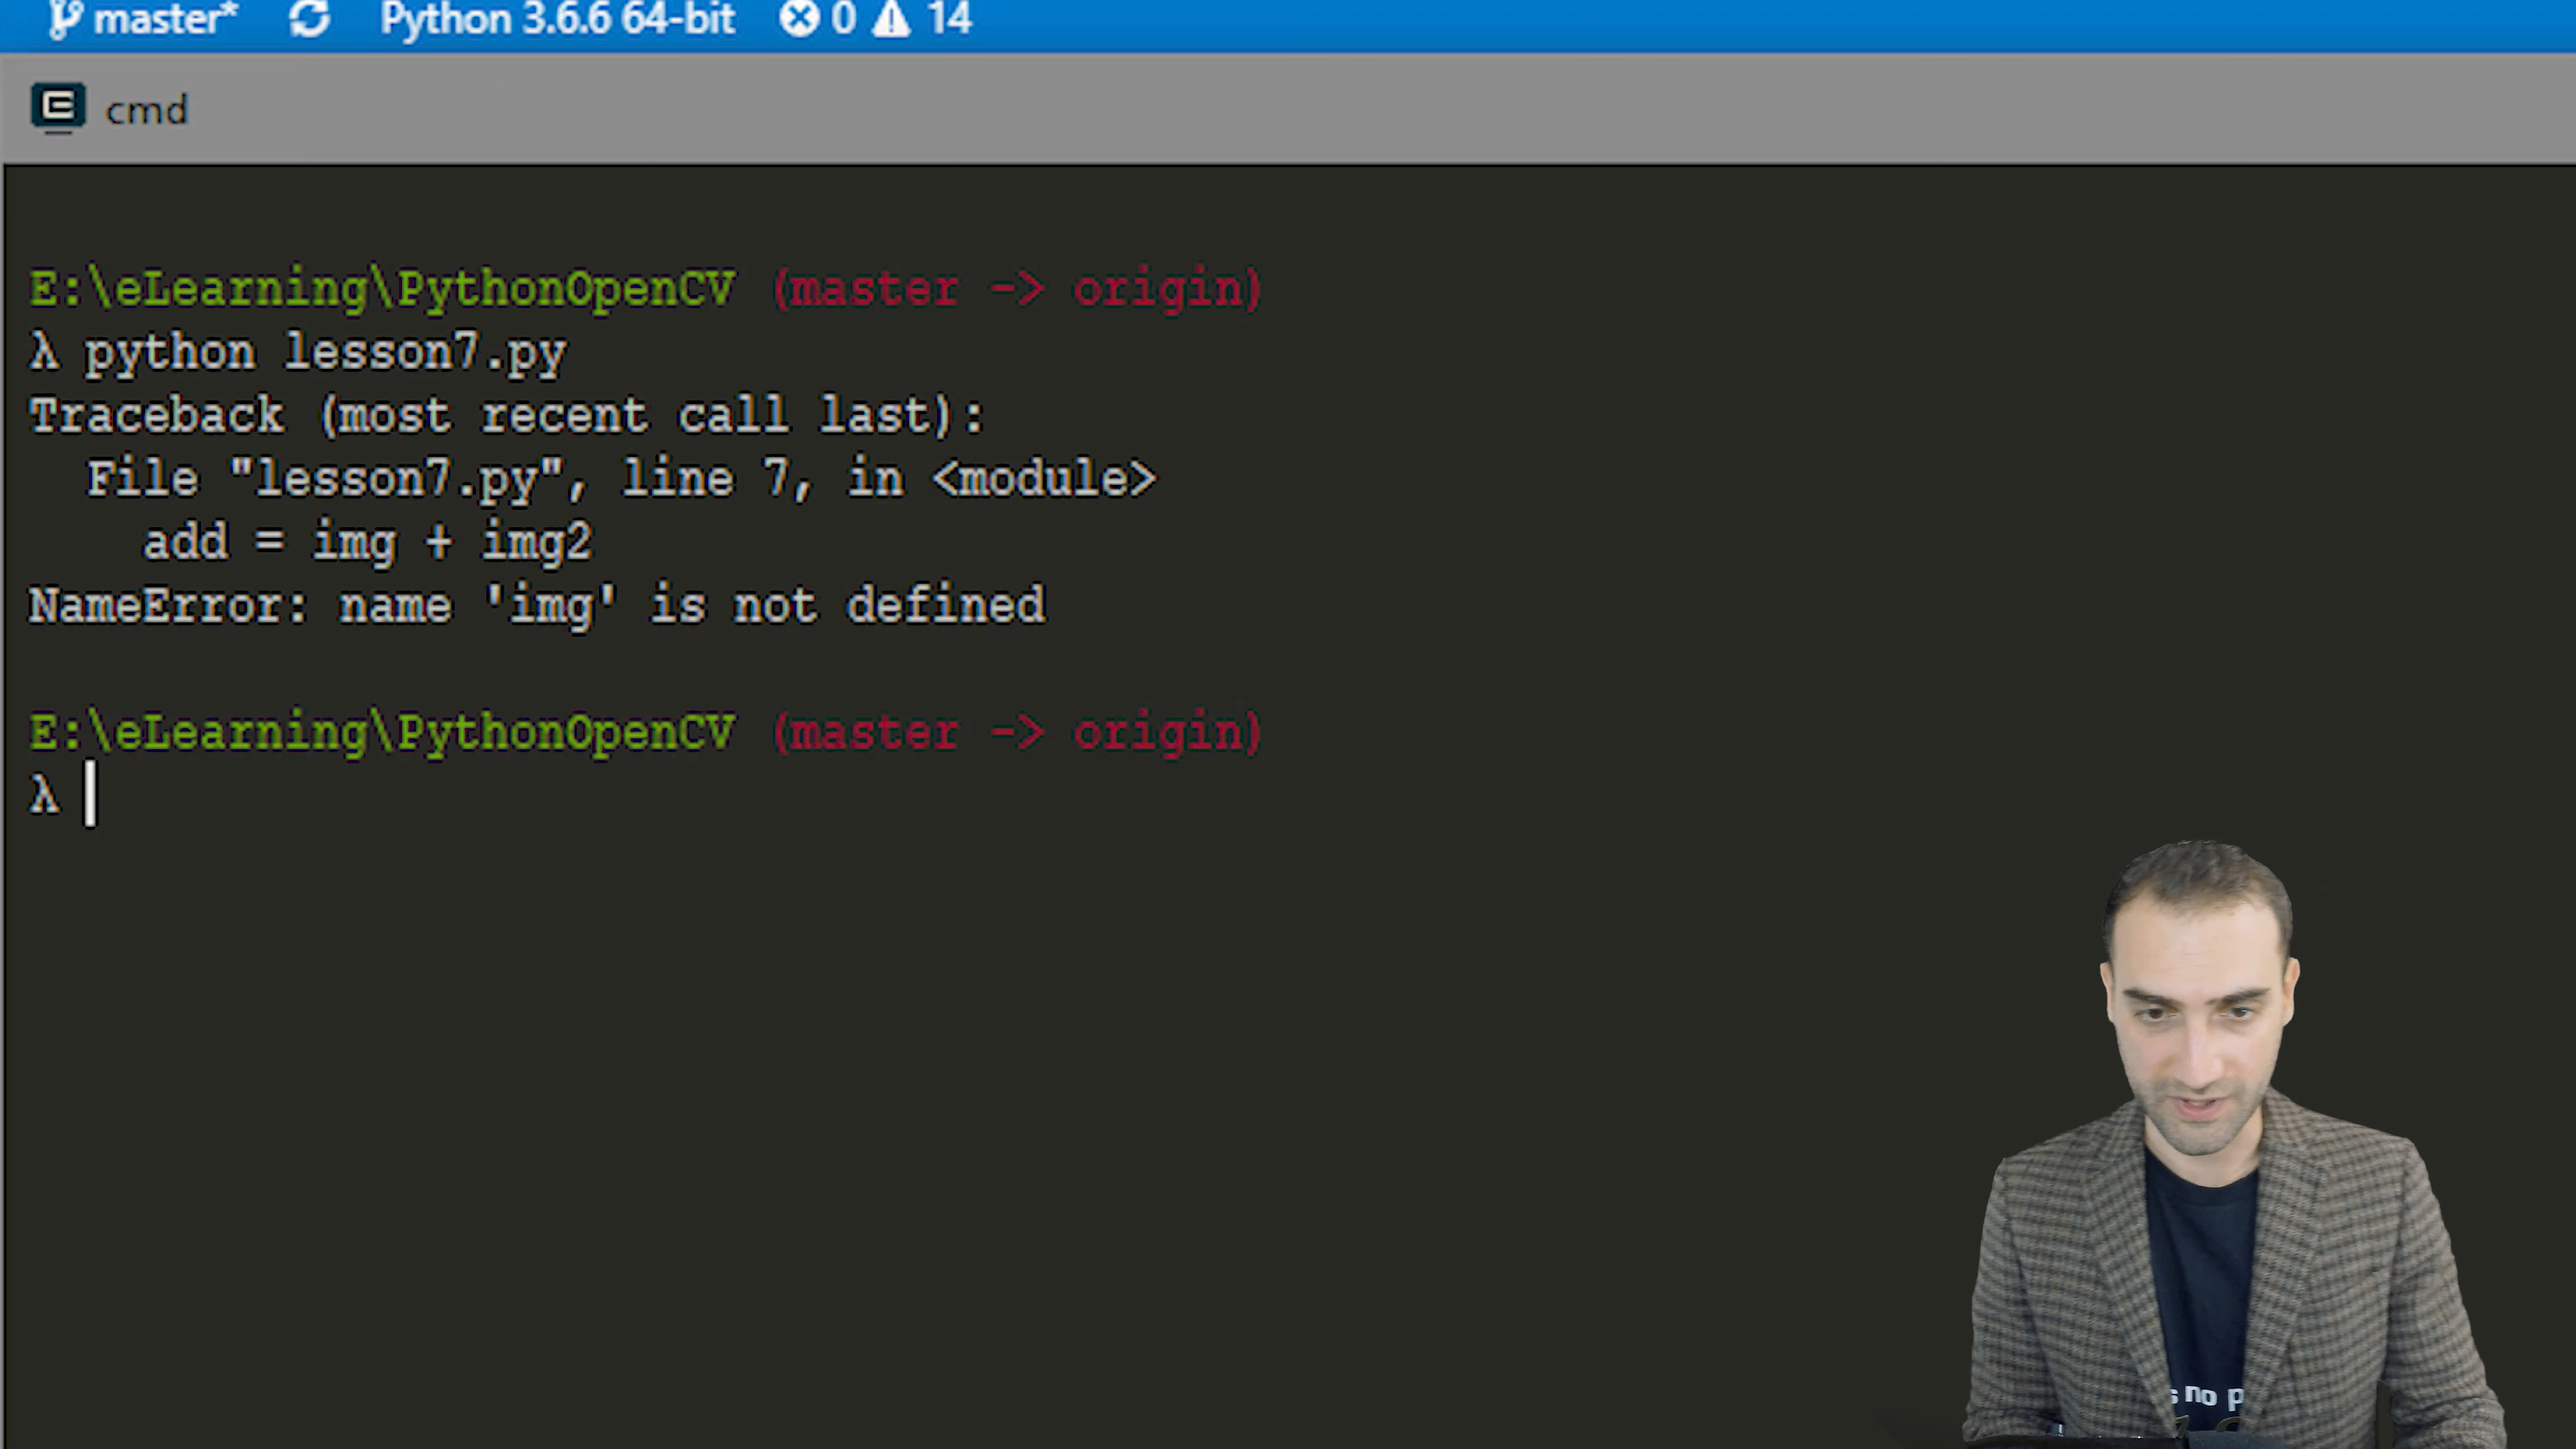 master* Python 3.6.6 64-bit 0 14
cmd
E:\eLearning\PythonOpenCV (master -> origin)
λ python lesson7.py
Traceback (most recent call last):
  File "lesson7.py", line 7, in <module>
    add = img + img2
NameError: name 'img' is not defined
E:\eLearning\PythonOpenCV (master -> origin)
λ
no